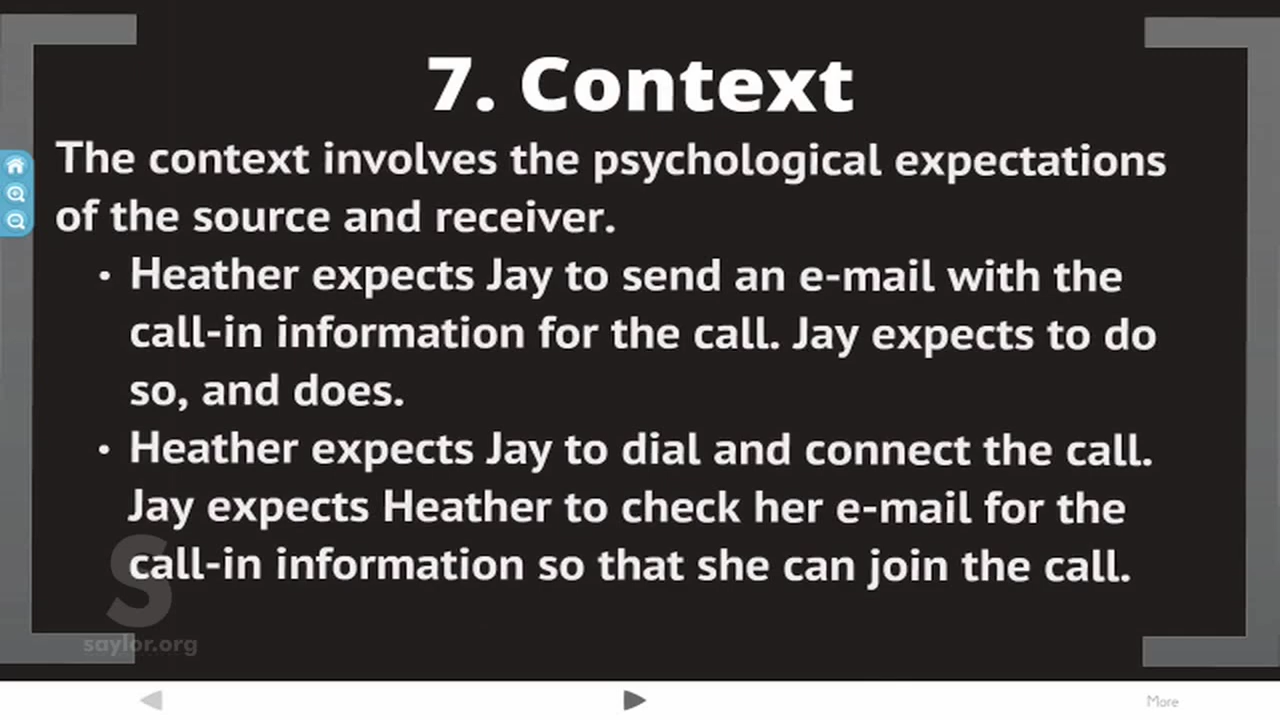 7. Context
The context involves the psychological expectations
of the source and receiver.
• Heather expects Jay to send an e-mail with the
call-in information for the call. Jay expects to do
so, and does.
• Heather expects Jay to dial and connect the call.
Jay expects Heather to check her e-mail for the
call-in information so that she can join the call.
S
saylor.org
More